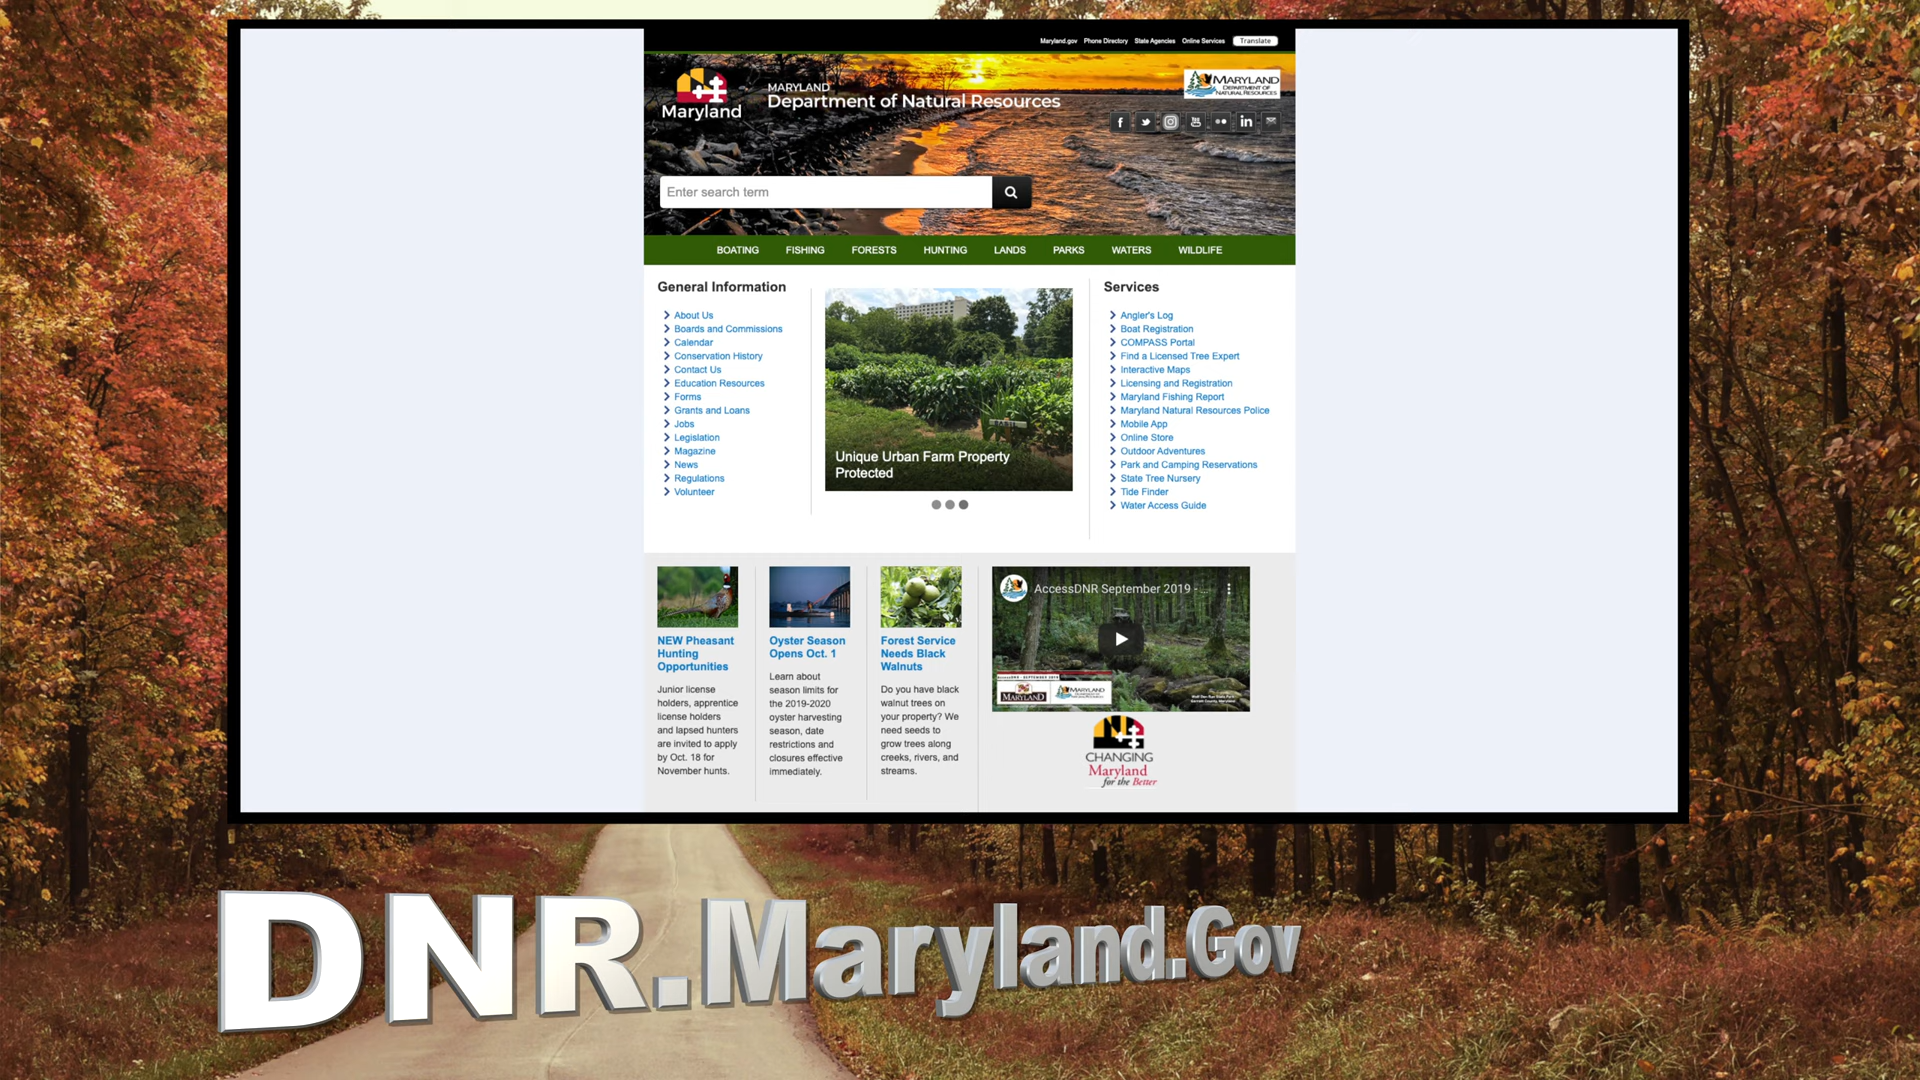 Maryland.gov Phone Directory State Agencies Online Services Translate
Maryland
MARYLAND
Department of Natural Resources
MARYLAND
DEPARTMENT OF
NATURAL RESOURCES
Enter search term
BOATING FISHING FORESTS HUNTING LANDS PARKS WATERS WILDLIFE
General Information
About Us
Boards and Commissions
Calendar
Conservation History
Contact Us
Education Resources
Forms
Grants and Loans
Jobs
Legislation
Magazine
News
Regulations
Volunteer
Unique Urban Farm Property
Protected
Services
Angler's Log
Boat Registration
COMPASS Portal
Find a Licensed Tree Expert
Interactive Maps
Licensing and Registration
Maryland Fishing Report
Maryland Natural Resources Police
Mobile App
Online Store
Outdoor Adventures
Park and Camping Reservations
State Tree Nursery
Tide Finder
Water Access Guide
NEW Pheasant
Hunting
Opportunities
Junior license
holders, apprentice
license holders
and lapsed hunters
are invited to apply
by Oct. 18 for
November hunts.
Oyster Season
Opens Oct. 1
Learn about
season limits for
the 2019-2020
oyster harvesting
season, date
restrictions and
closures effective
immediately.
Forest Service
Needs Black
Walnuts
Do you have black
walnut trees on
your property? We
need seeds to
grow trees along
creeks, rivers, and
streams.
AccessDNR September 2019 - ...
AccessDNR - SEPTEMBER 2019
MARYLAND
MARYLAND
CHANGING
Maryland
for the Better
DNR.Maryland.Gov